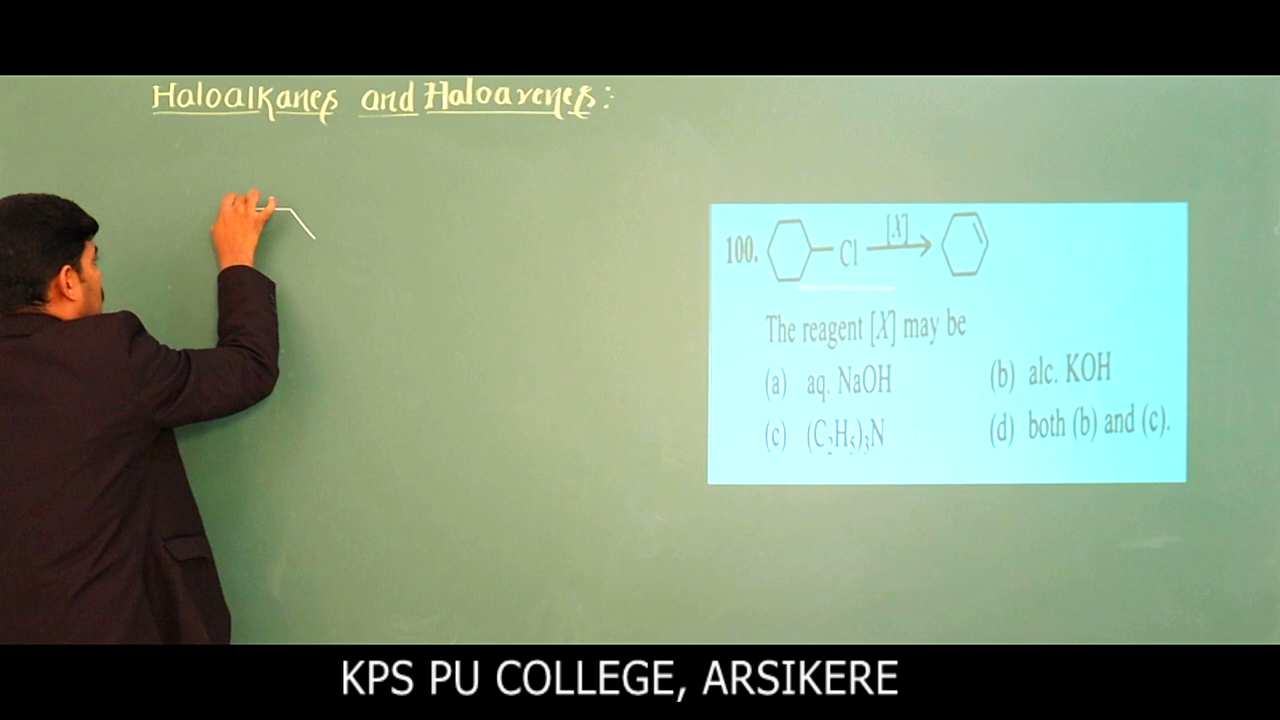 Haloalkanes and Haloarenes:
100. Cl [X]
The reagent [X] may be
(a) aq. NaOH (b) alc. KOH
(c) (C₂H₅)₃N (d) both (b) and (c).
KPS PU COLLEGE, ARSIKERE